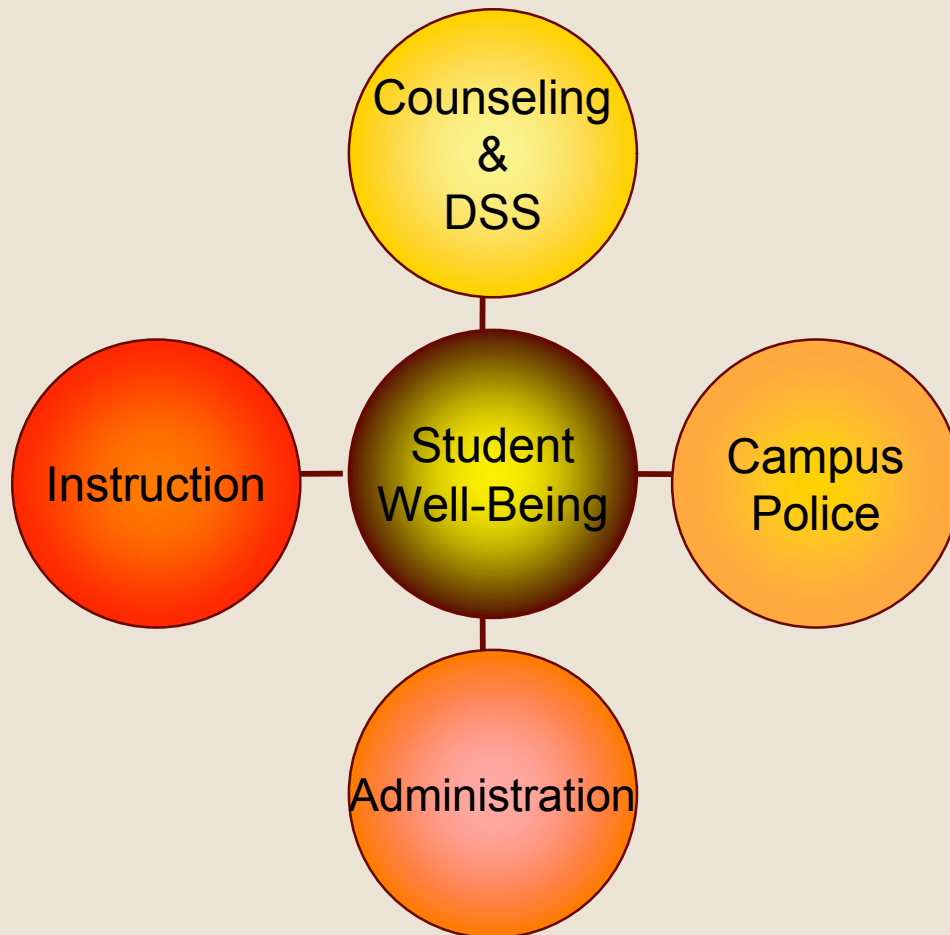 Counseling
&
DSS
Instruction
Student
Well-Being
Campus
Police
Administration